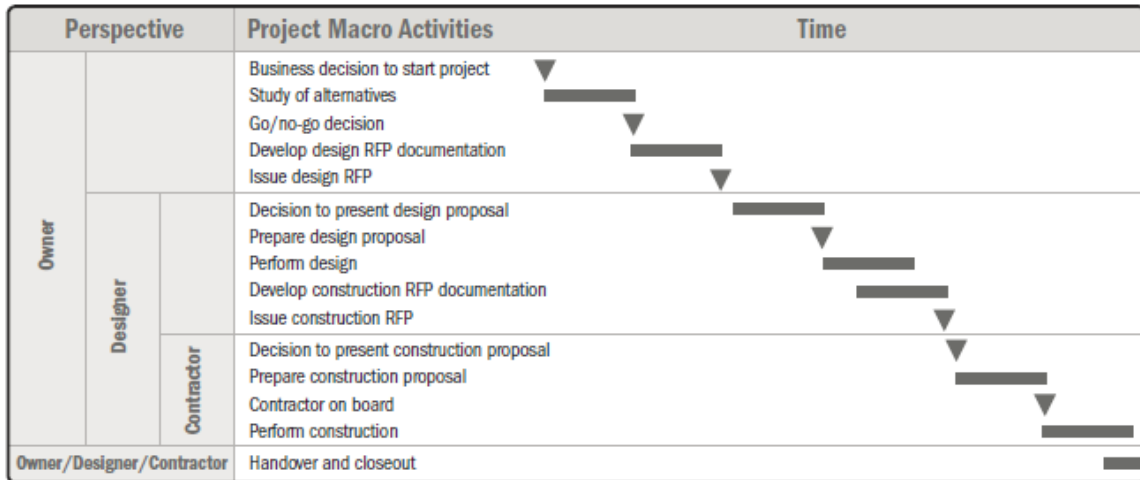 Perspective Project Macro Activities Time
Business decision to start project
Study of alternatives
Go/no-go decision
Develop design RFP documentation
Issue design RFP
Owner
Designer
Decision to present design proposal
Prepare design proposal
Perform design
Develop construction RFP documentation
Issue construction RFP
Contractor
Decision to present construction proposal
Prepare construction proposal
Contractor on board
Perform construction
Owner/Designer/Contractor Handover and closeout